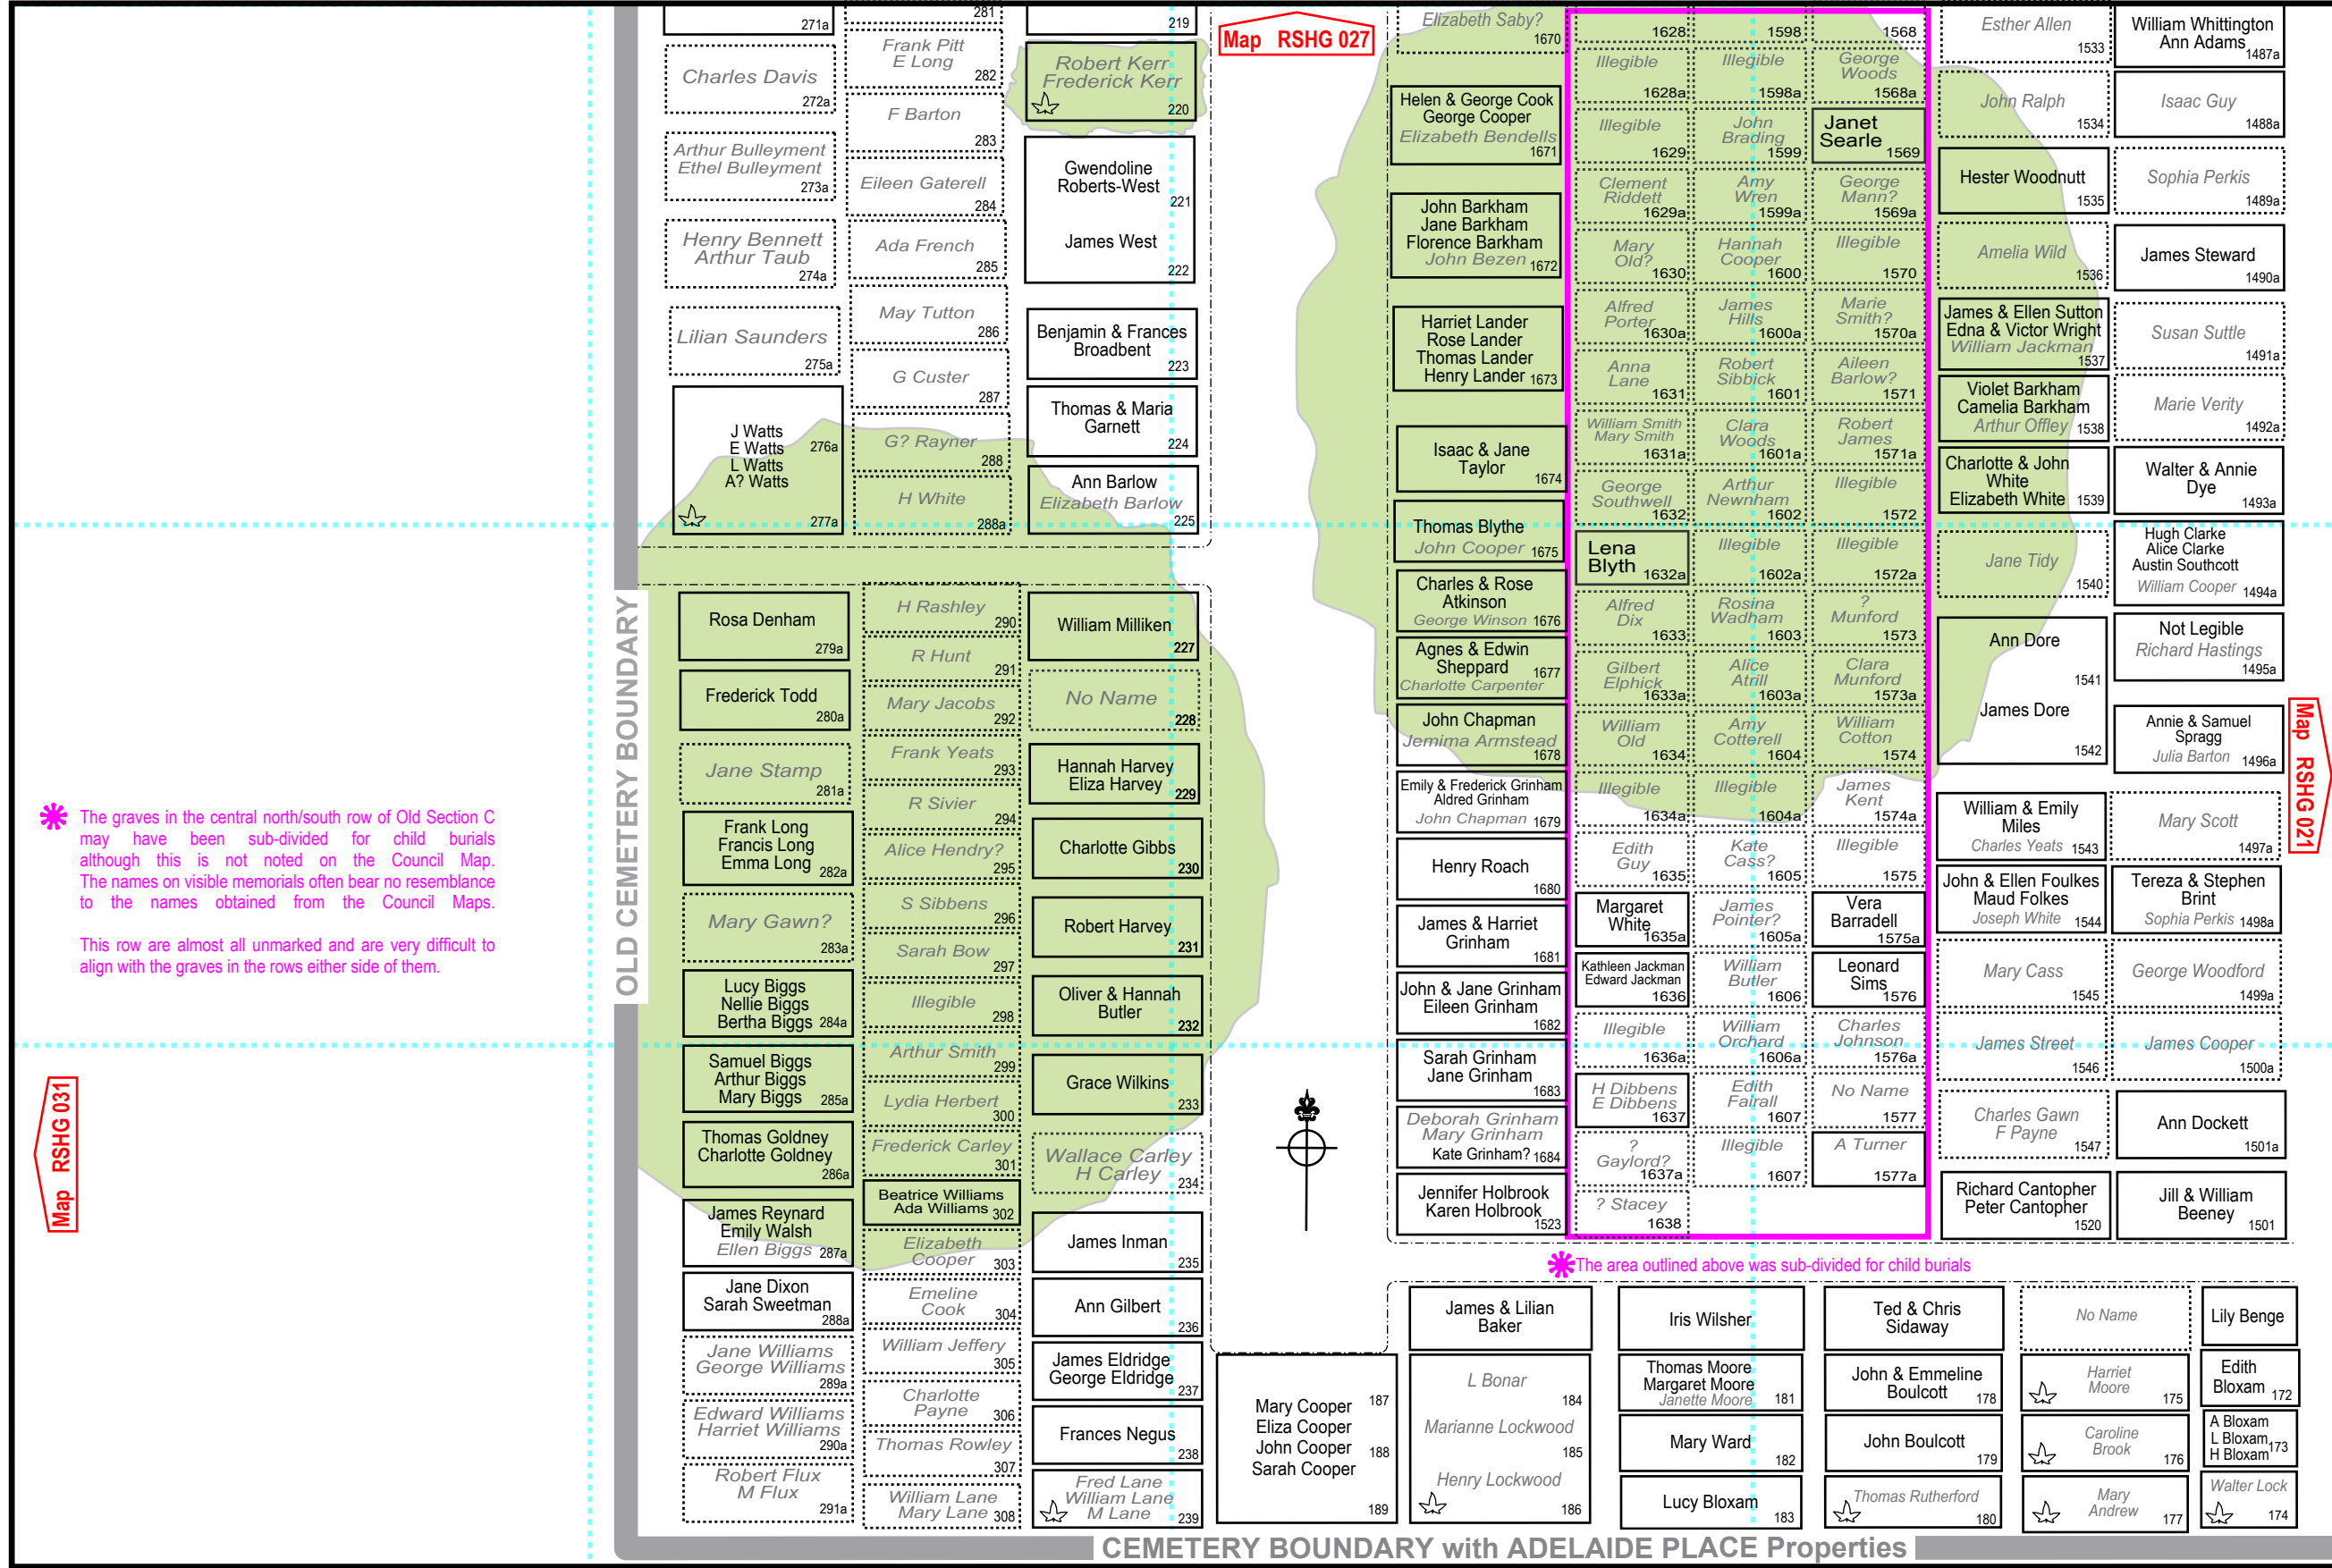 271a
Charles Davis
272a
Arthur Bulleyment
Ethel Bulleyment
273a
Henry Bennett
Arthur Taub
274a
Lilian Saunders
275a
J Watts
E Watts
276a
L Watts
A? Watts
277a
281
Frank Pitt
E Long
282
F Barton
283
Eileen Gaterell
284
Ada French
285
May Tutton
286
G Custer
287
G? Rayner
288
H White
288a
219
Robert Kerr
Frederick Kerr
220
Gwendoline
Roberts-West
221
James West
222
Benjamin & Frances
Broadbent
223
Thomas & Maria
Garnett
224
Ann Barlow
Elizabeth Barlow
225
Map RSHG 027
Elizabeth Saby?
1670
Helen & George Cook
George Cooper
Elizabeth Bendells
1671
John Barkham
Jane Barkham
Florence Barkham
John Bezen 1672
Harriet Lander
Rose Lander
Thomas Lander
Henry Lander 1673
Isaac & Jane
Taylor
1674
Thomas Blythe
John Cooper 1675
Charles & Rose
Atkinson
George Winson 1676
Agnes & Edwin
Sheppard
1677
Charlotte Carpenter
John Chapman
Jemima Armstead
1678
Emily & Frederick Grinham
Aldred Grinham
John Chapman 1679
Henry Roach
1680
James & Harriet
Grinham
1681
John & Jane Grinham
Eileen Grinham
1682
Sarah Grinham
Jane Grinham
1683
Deborah Grinham
Mary Grinham
Kate Grinham? 1684
Jennifer Holbrook
Karen Holbrook
1523
1628
Illegible
1628a
Illegible
1629
Clement
Riddett
1629a
Mary
Old?
1630
Alfred
Porter
1630a
Anna
Lane
1631
William Smith
Mary Smith
1631a
George
Southwell
1632
Lena
Blyth
1632a
Alfred
Dix
1633
Gilbert
Elphick
1633a
William
Old
1634
Illegible
1634a
Edith
Guy
1635
Margaret
White
1635a
Kathleen Jackman
Edward Jackman
1636
Illegible
1636a
H Dibbens
E Dibbens
1637
?
Gaylord?
1637a
? Stacey
1638
1598
Illegible
1598a
John
Brading
1599
Amy
Wren
1599a
Hannah
Cooper
1600
James
Hills
1600a
Robert
Sibbick
1601
Clara
Woods
1601a
Arthur
Newnham
1602
Illegible
1602a
Rosina
Wadham
1603
Alice
Atrill
1603a
Amy
Cotterell
1604
Illegible
1604a
Kate
Cass?
1605
James
Pointer?
1605a
William
Butler
1606
William
Orchard
1606a
Edith
Fairall
1607
Illegible
1607
1568
George
Woods
1568a
Janet
Searle
1569
George
Mann?
1569a
Illegible
1570
Marie
Smith?
1570a
Aileen
Barlow?
1571
Robert
James
1571a
Illegible
1572
Illegible
1572a
?
Munford
1573
Clara
Munford
1573a
William
Cotton
1574
James
Kent
1574a
Illegible
1575
Vera
Barradell
1575a
Leonard
Sims
1576
Charles
Johnson
1576a
No Name
1577
A Turner
1577a
Esther Allen
1533
John Ralph
1534
Hester Woodnutt
1535
Amelia Wild
1536
James & Ellen Sutton
Edna & Victor Wright
William Jackman
1537
Violet Barkham
Camelia Barkham
Arthur Offley 1538
Charlotte & John
White
Elizabeth White 1539
Jane Tidy
1540
Ann Dore
1541
James Dore
1542
William & Emily
Miles
Charles Yeats 1543
John & Ellen Foulkes
Maud Folkes
Joseph White 1544
Mary Cass
1545
James Street
1546
Charles Gawn
F Payne
1547
Richard Cantopher
Peter Cantopher
1520
William Whittington
Ann Adams
1487a
Isaac Guy
1488a
Sophia Perkis
1489a
James Steward
1490a
Susan Suttle
1491a
Marie Verity
1492a
Walter & Annie
Dye
1493a
Hugh Clarke
Alice Clarke
Austin Southcott
William Cooper 1494a
Not Legible
Richard Hastings
1495a
Annie & Samuel
Spragg
Julia Barton 1496a
Mary Scott
1497a
Tereza & Stephen
Brint
Sophia Perkis 1498a
George Woodford
1499a
James Cooper
1500a
Ann Dockett
1501a
Jill & William
Beeney
1501
Map RSHG 021
OLD CEMETERY BOUNDARY
Rosa Denham
279a
Frederick Todd
280a
Jane Stamp
281a
Frank Long
Francis Long
Emma Long
282a
Mary Gawn?
283a
Lucy Biggs
Nellie Biggs
Bertha Biggs 284a
Samuel Biggs
Arthur Biggs
Mary Biggs 285a
Thomas Goldney
Charlotte Goldney
286a
James Reynard
Emily Walsh
Ellen Biggs 287a
Jane Dixon
Sarah Sweetman
288a
Jane Williams
George Williams
289a
Edward Williams
Harriet Williams
290a
Robert Flux
M Flux
291a
H Rashley
290
R Hunt
291
Mary Jacobs
292
Frank Yeats
293
R Sivier
294
Alice Hendry?
295
S Sibbens
296
Sarah Bow
297
Illegible
298
Arthur Smith
299
Lydia Herbert
300
Frederick Carley
301
Beatrice Williams
Ada Williams 302
Elizabeth
Cooper 303
Emeline
Cook 304
William Jeffery
305
Charlotte
Payne 306
Thomas Rowley
307
William Lane
Mary Lane 308
William Milliken
227
No Name
228
Hannah Harvey
Eliza Harvey 229
Charlotte Gibbs
230
Robert Harvey
231
Oliver & Hannah
Butler
232
Grace Wilkins
233
Wallace Carley
H Carley
234
James Inman
235
Ann Gilbert
236
James Eldridge
George Eldridge
237
Frances Negus
238
Fred Lane
William Lane
M Lane 239
The graves in the central north/south row of Old Section C
may have been sub-divided for child burials
although this is not noted on the Council Map.
The names on visible memorials often bear no resemblance
to the names obtained from the Council Maps.
This row are almost all unmarked and are very difficult to
align with the graves in the rows either side of them.
Map RSHG 031
The area outlined above was sub-divided for child burials
Mary Cooper 187
Eliza Cooper
John Cooper 188
Sarah Cooper
189
James & Lilian
Baker
L Bonar
184
Marianne Lockwood
185
Henry Lockwood
186
Iris Wilsher
Thomas Moore
Margaret Moore
Janette Moore 181
Mary Ward
182
Lucy Bloxam
183
Ted & Chris
Sidaway
John & Emmeline
Boulcott 178
John Boulcott
179
Thomas Rutherford
180
No Name
Harriet
Moore 175
Caroline
Brook 176
Mary
Andrew 177
Lily Benge
Edith
Bloxam 172
A Bloxam
L Bloxam
H Bloxam 173
Walter Lock
174
CEMETERY BOUNDARY with ADELAIDE PLACE Properties